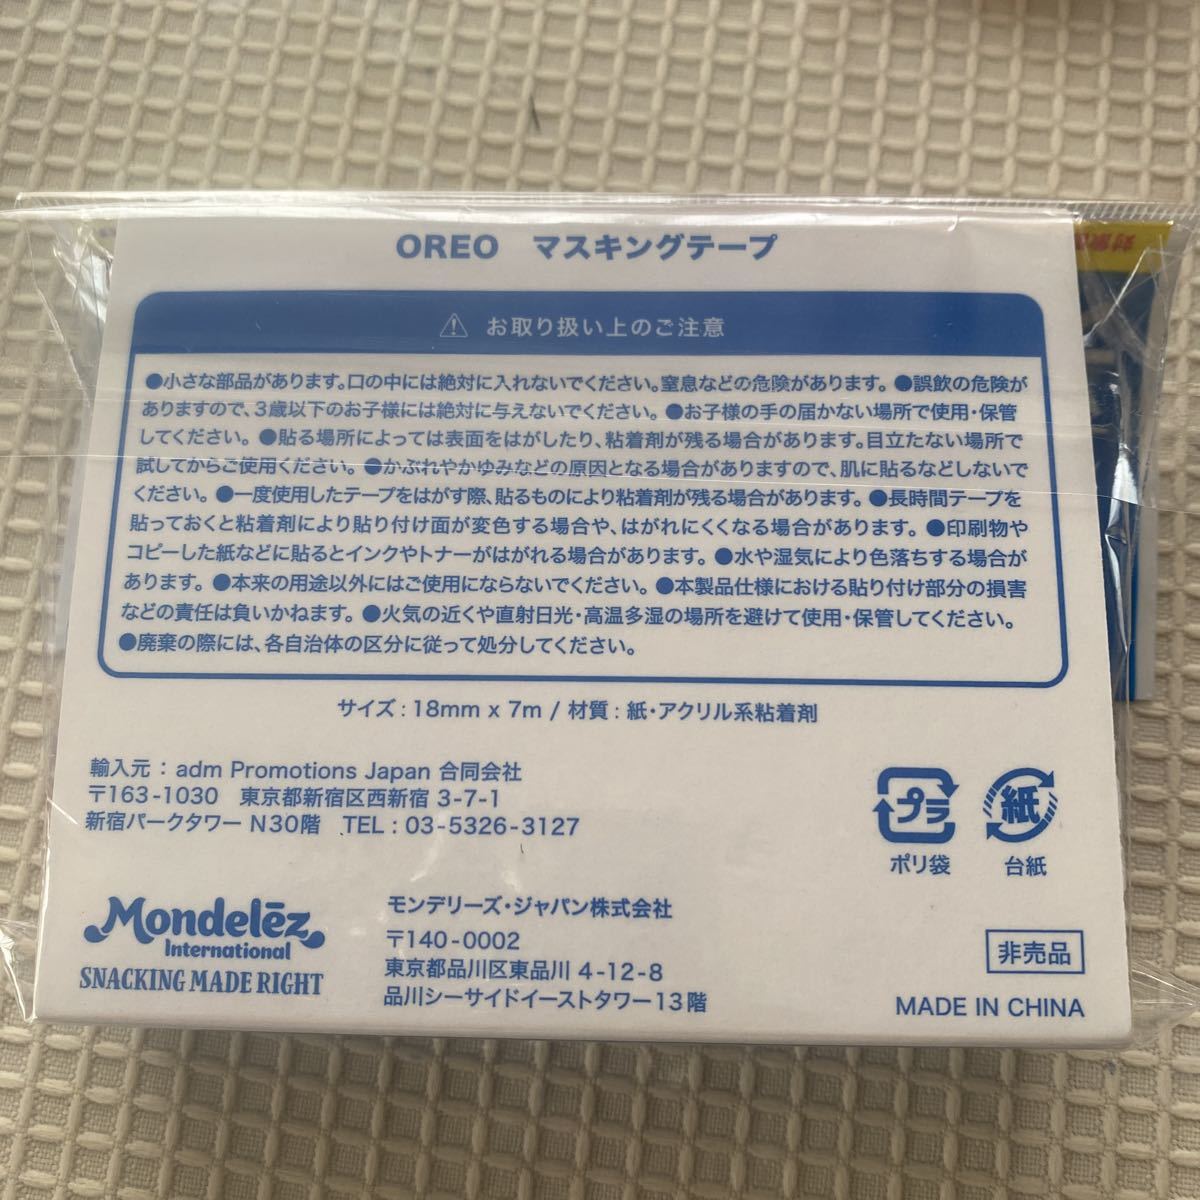 対象
OREO マスキングテープ
お取り扱い上のご注意
●小さな部品があります。口の中には絶対に入れないでください。窒息などの危険があります。 ●誤飲の危険が
ありますので、3歳以下のお子様には絶対に与えないでください。 ●お子様の手の届かない場所で使用・保管
してください。 ●貼る場所によっては表面をはがしたり、粘着剤が残る場合があります。目立たない場所で
試してからご使用ください。 ●かぶれやかゆみなどの原因となる場合がありますので、肌に貼るなどしないで
ください。 ●一度使用したテープをはがす際、貼るものにより粘着剤が残る場合があります。 ●長時間テープを
貼っておくと粘着剤により貼り付け面が変色する場合や、はがれにくくなる場合があります。 ●印刷物や
コピーした紙などに貼るとインクやトナーがはがれる場合があります。 ●水や湿気により色落ちする場合が
あります。 ●本来の用途以外にはご使用にならないでください。 ●本製品仕様における貼り付け部分の損害
などの責任は負いかねます。 ●火気の近くや直射日光・高温多湿の場所を避けて使用・保管してください。
●廃棄の際には、各自治体の区分に従って処分してください。
サイズ : 18mm x 7m / 材質 : 紙・アクリル系粘着剤
輸入元 : adm Promotions Japan 合同会社
〒163-1030 東京都新宿区西新宿 3-7-1
新宿パークタワー N30階 TEL : 03-5326-3127
プラ
ポリ袋
紙
台紙
Mondelēz
International
SNACKING MADE RIGHT
モンデリーズ・ジャパン株式会社
〒140-0002
東京都品川区東品川 4-12-8
品川シーサイドイーストタワー13階
非売品
MADE IN CHINA